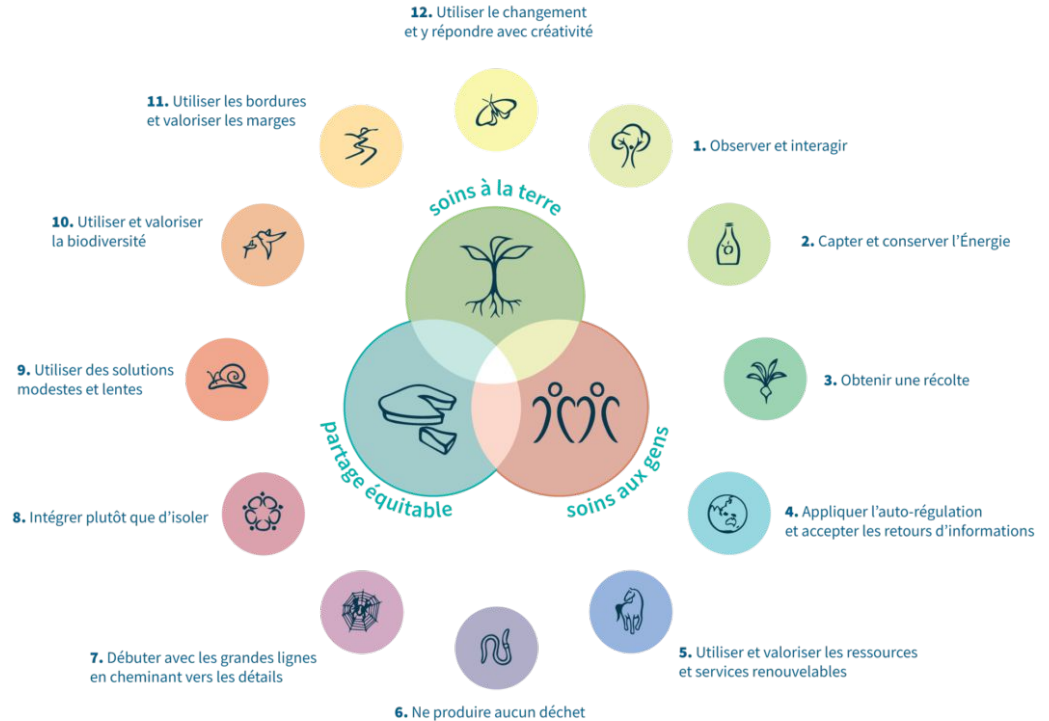 12. Utiliser le changement
et y répondre avec créativité
11. Utiliser les bordures
et valoriser les marges
1. Observer et interagir
soins à la terre
10. Utiliser et valoriser
la biodiversité
2. Capter et conserver l’Énergie
9. Utiliser des solutions
modestes et lentes
3. Obtenir une récolte
partage équitable
soins aux gens
8. Intégrer plutôt que d’isoler
4. Appliquer l’auto-régulation
et accepter les retours d’informations
7. Débuter avec les grandes lignes
en cheminant vers les détails
5. Utiliser et valoriser les ressources
et services renouvelables
6. Ne produire aucun déchet